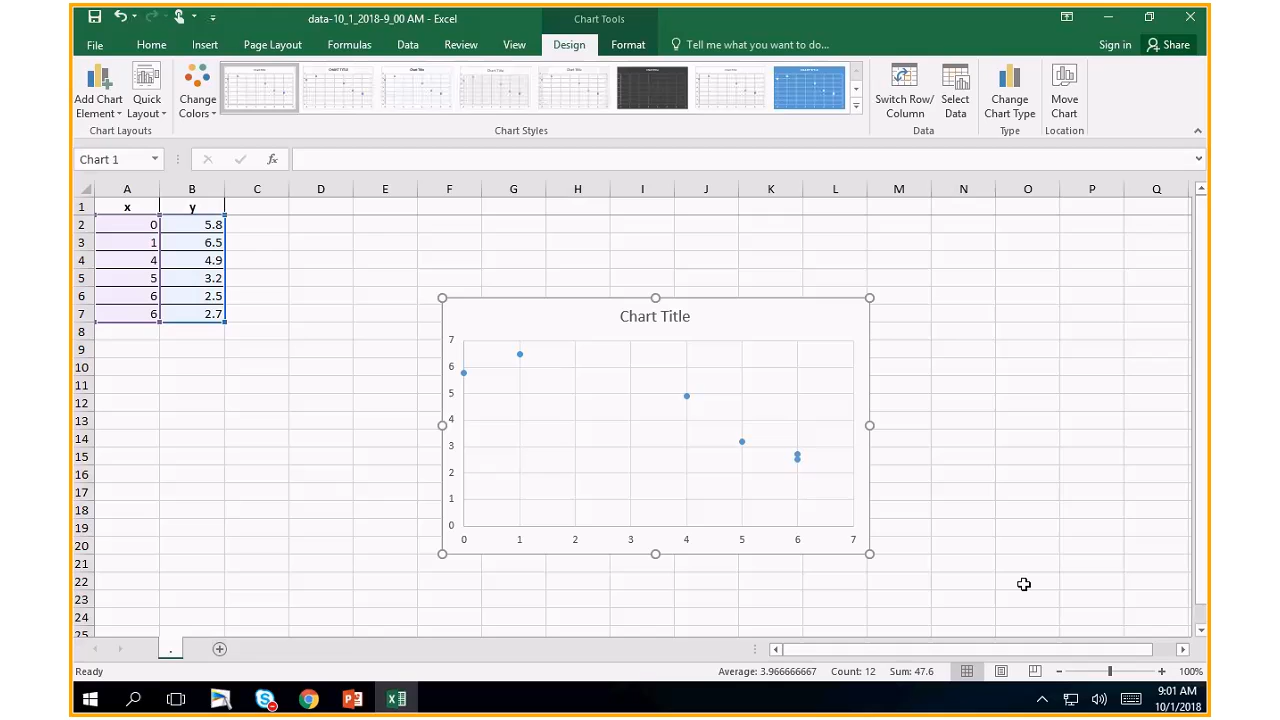 data-10_1_2018-9_00 AM - Excel
Chart Tools
File Home Insert Page Layout Formulas Data Review View Design Format Tell me what you want to do... Sign in Share
Add Chart Element
Quick Layout
Change Colors
Switch Row/ Column
Select Data
Change Chart Type
Move Chart
Chart Layouts Chart Styles Data Type Location
Chart 1 fx
A B C D E F G H I J K L M N O P Q
1 x y
2 0 5.8
3 1 6.5
4 4 4.9
5 5 3.2
6 6 2.5
7 6 2.7
8
9
10
11
12
13
14
15
16
17
18
19
20
21
22
23
24
25
Chart Title
7
6
5
4
3
2
1
0
0 1 2 3 4 5 6 7
.
Ready Average: 3.966666667 Count: 12 Sum: 47.6 100%
9:01 AM
10/1/2018